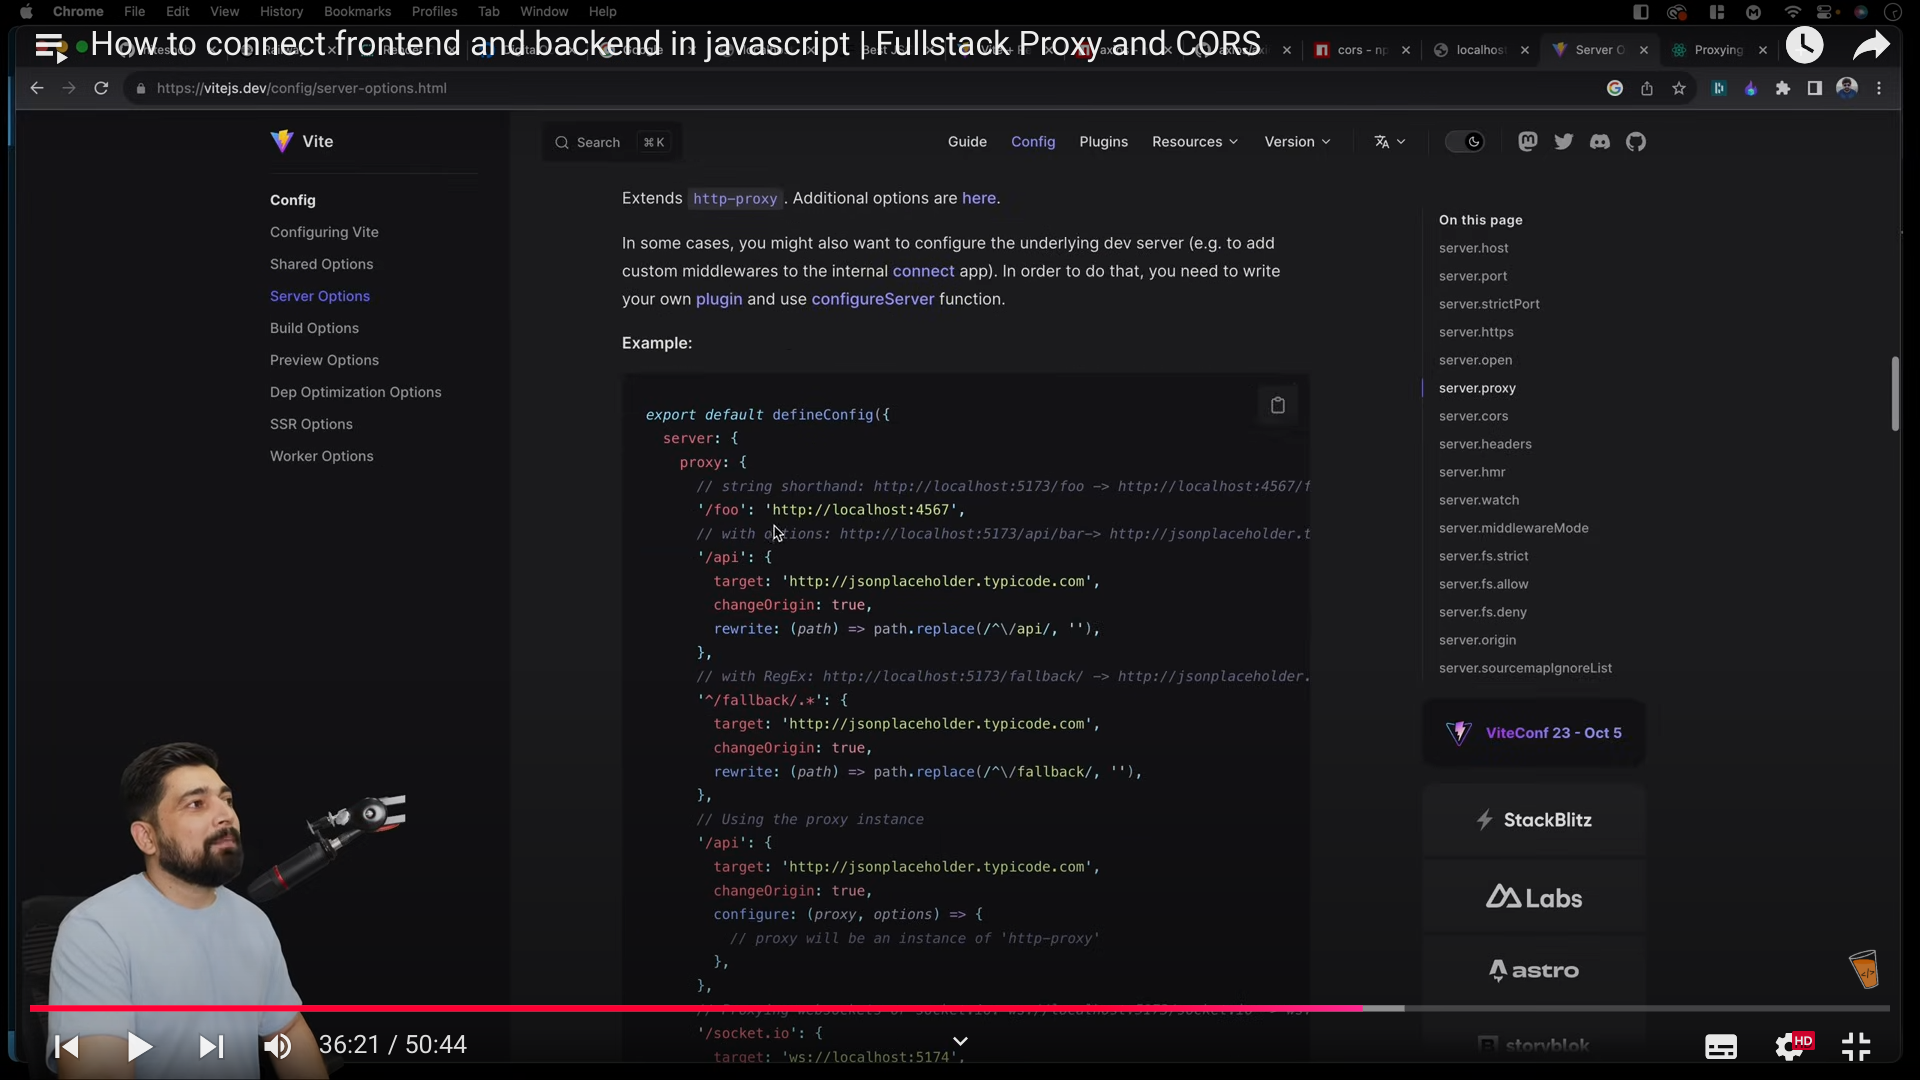 Chrome File Edit View History Bookmarks Profiles Tab Window Help
How to connect frontend and backend in javascript | Fullstack Proxy and CORS
cors - np
localhost
Server O
Proxying
https://vitejs.dev/config/server-options.html
Vite
Search ⌘K
Guide Config Plugins Resources Version
Config
Configuring Vite
Shared Options
Server Options
Build Options
Preview Options
Dep Optimization Options
SSR Options
Worker Options
Extends http-proxy. Additional options are here.
In some cases, you might also want to configure the underlying dev server (e.g. to add
custom middlewares to the internal connect app). In order to do that, you need to write
your own plugin and use configureServer function.
Example:
export default defineConfig({
server: {
proxy: {
// string shorthand: http://localhost:5173/foo -> http://localhost:4567/f
'/foo': 'http://localhost:4567',
// with options: http://localhost:5173/api/bar-> http://jsonplaceholder.t
'/api': {
target: 'http://jsonplaceholder.typicode.com',
changeOrigin: true,
rewrite: (path) => path.replace(/^\/api/, ''),
},
// with RegEx: http://localhost:5173/fallback/ -> http://jsonplaceholder.
'^/fallback/.*': {
target: 'http://jsonplaceholder.typicode.com',
changeOrigin: true,
rewrite: (path) => path.replace(/^\/fallback/, ''),
},
// Using the proxy instance
'/api': {
target: 'http://jsonplaceholder.typicode.com',
changeOrigin: true,
configure: (proxy, options) => {
// proxy will be an instance of 'http-proxy'
},
},
'/socket.io': {
target: 'ws://localhost:5174',
On this page
server.host
server.port
server.strictPort
server.https
server.open
server.proxy
server.cors
server.headers
server.hmr
server.watch
server.middlewareMode
server.fs.strict
server.fs.allow
server.fs.deny
server.origin
server.sourcemapIgnoreList
ViteConf 23 - Oct 5
StackBlitz
Labs
astro
storyblok
36:21 / 50:44
HD